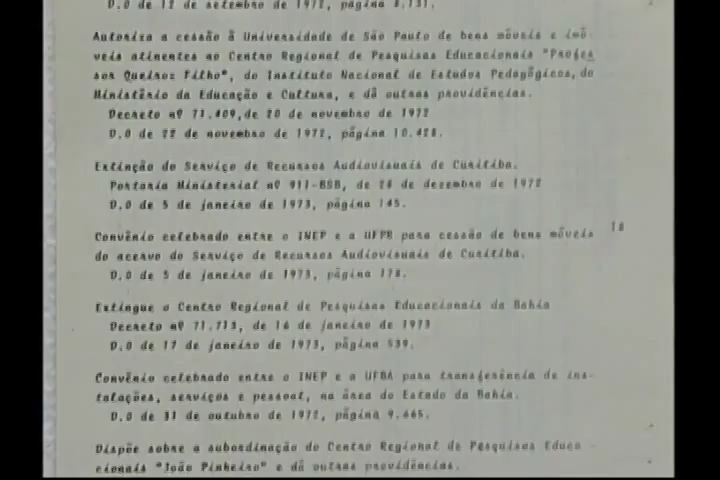 D.O de 12 de setembro de 1972, página 8.131.
Autoriza a cessão à Universidade de São Paulo de bens móveis e imó
veis atinentes ao Centro Regional de Pesquisas Educacionais "Profes
sor Queiroz Filho", do Instituto Nacional de Estudos Pedagógicos, do
Ministério da Educação e Cultura, e dá outras providências.
Decreto nº 71.409, de 20 de novembro de 1972
D.O de 22 de novembro de 1972, página 10.428.
Extinção do Serviço de Recursos Audiovisuais de Curitiba.
Portaria Ministerial nº 911-BSB, de 28 de dezembro de 1972
D.O de 5 de janeiro de 1973, página 145.
Convênio celebrado entre o INEP e a UFPR para cessão de bens móveis
18
do acervo do Serviço de Recursos Audiovisuais de Curitiba.
D.O de 5 de janeiro de 1973, página 178.
Extingue o Centro Regional de Pesquisas Educacionais da Bahia
Decreto nº 71.713, de 16 de janeiro de 1973
D.O de 17 de janeiro de 1973, página 539.
Convênio celebrado entre o INEP e a UFBA para transferência de ins-
talações, serviços e pessoal, na área do Estado da Bahia.
D.O de 31 de outubro de 1972, página 9.665.
Dispõe sobre a subordinação do Centro Regional de Pesquisas Educa -
cionais "João Pinheiro" e dá outras providências.